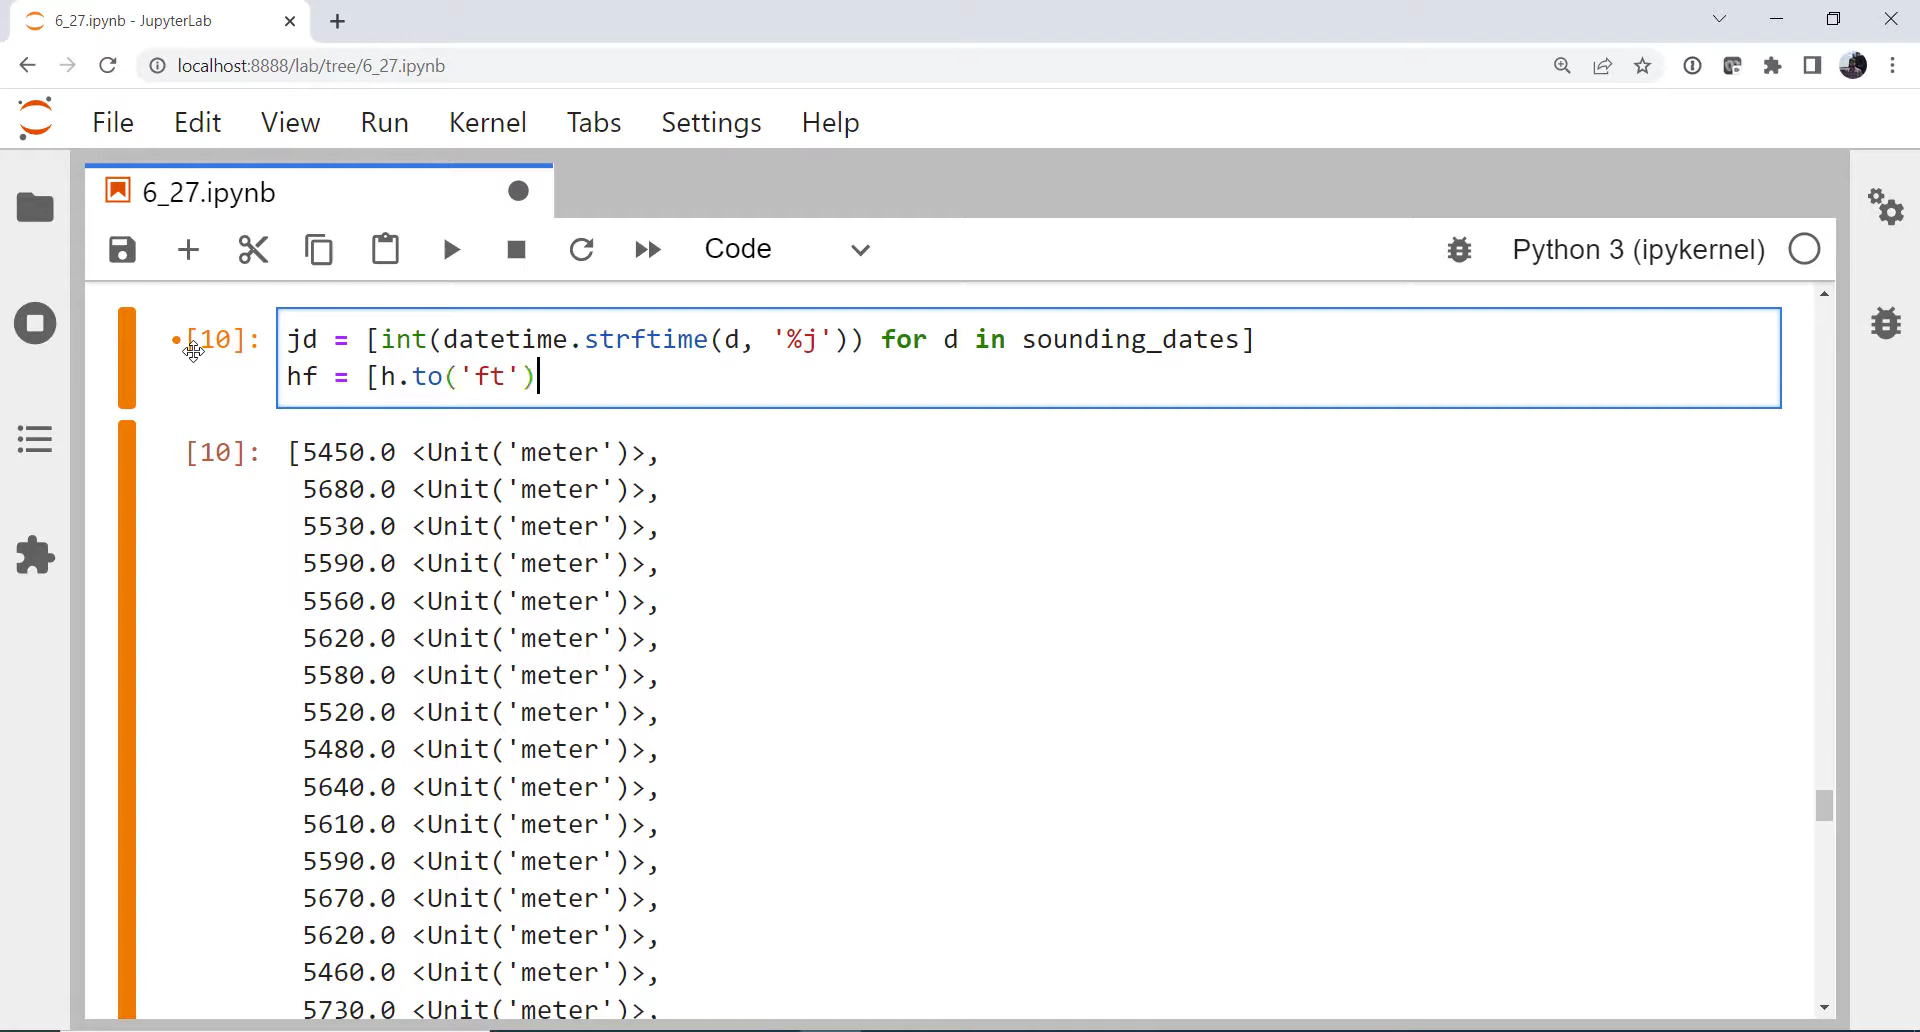 6_27.ipynb - JupyterLab
localhost:8888/lab/tree/6_27.ipynb
File Edit View Run Kernel Tabs Settings Help
6_27.ipynb
Code
Python 3 (ipykernel)
[10]: jd = [int(datetime.strftime(d, '%j')) for d in sounding_dates]
hf = [h.to('ft')
[10]: [5450.0 <Unit('meter')>,
5680.0 <Unit('meter')>,
5530.0 <Unit('meter')>,
5590.0 <Unit('meter')>,
5560.0 <Unit('meter')>,
5620.0 <Unit('meter')>,
5580.0 <Unit('meter')>,
5520.0 <Unit('meter')>,
5480.0 <Unit('meter')>,
5640.0 <Unit('meter')>,
5610.0 <Unit('meter')>,
5590.0 <Unit('meter')>,
5670.0 <Unit('meter')>,
5620.0 <Unit('meter')>,
5460.0 <Unit('meter')>,
5730.0 <Unit('meter')>,